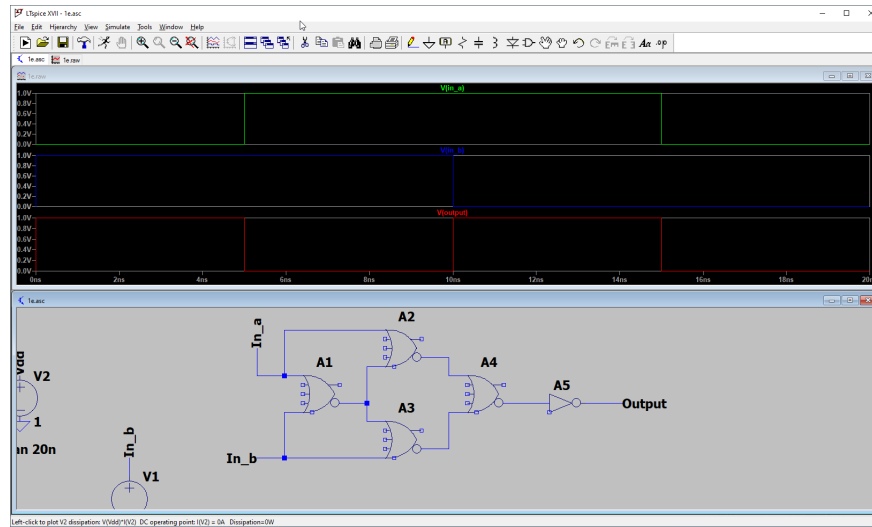 LTspice XVII - 1e.asc
File Edit Hierarchy View Simulate Tools Window Help
1e.asc 1e.raw
1e.raw
V(in_a)
1.0V
0.8V
0.6V
0.4V
0.2V
0.0V
V(in_b)
1.0V
0.8V
0.6V
0.4V
0.2V
0.0V
V(output)
1.0V
0.8V
0.6V
0.4V
0.2V
0.0V
0ns 2ns 4ns 6ns 8ns 10ns 12ns 14ns 16ns 18ns 20n
1e.asc
Vdd
V2
1
an 20n
In_b
V1
In_a
In_b
A1
A2
A3
A4
A5
Output
Left-click to plot V2 dissipation: V(Vdd)*I(V2) DC operating point: I(V2) = 0A Dissipation=0W